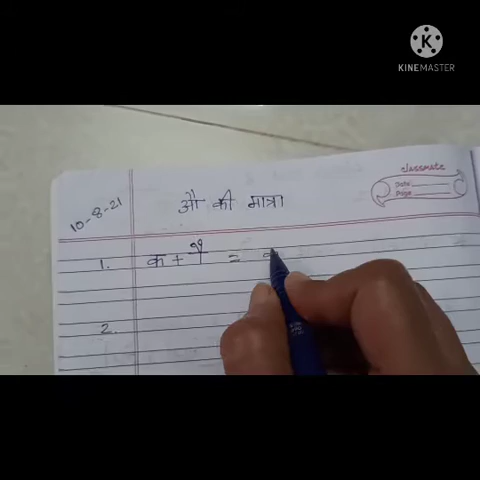 K
KINEMASTER
classmate
Date
Page
10-8-21
औ की मात्रा
1. क + ौ =
2.